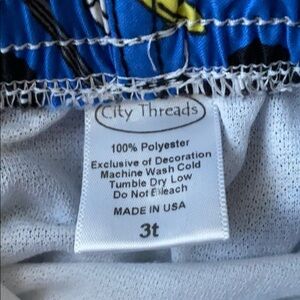 City Threads
100% Polyester
Exclusive of Decoration
Machine Wash Cold
Tumble Dry Low
Do Not Bleach
MADE IN USA
3t